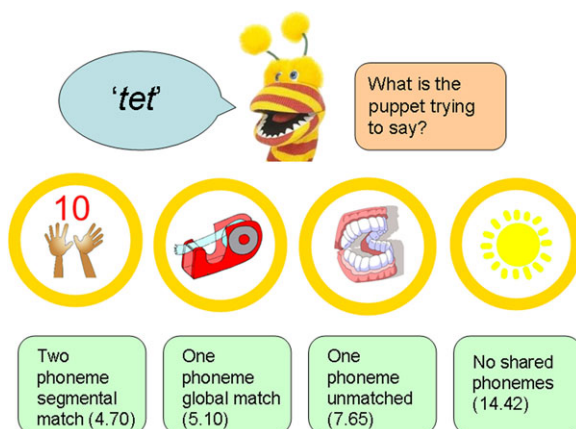 ‘tet’
What is the
puppet trying
to say?
10
Two
phoneme
segmental
match (4.70)
One
phoneme
global match
(5.10)
One
phoneme
unmatched
(7.65)
No shared
phonemes
(14.42)